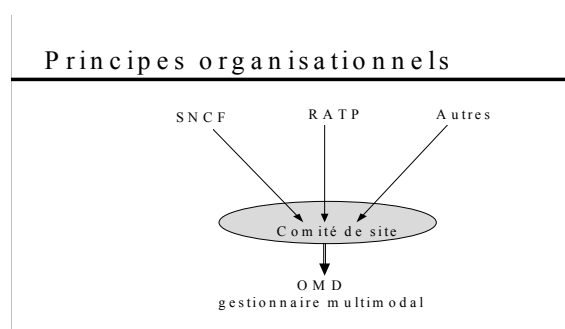 Principes organisationnels
SNCF RATP Autres
Comité de site
OMD
gestionnaire multimodal